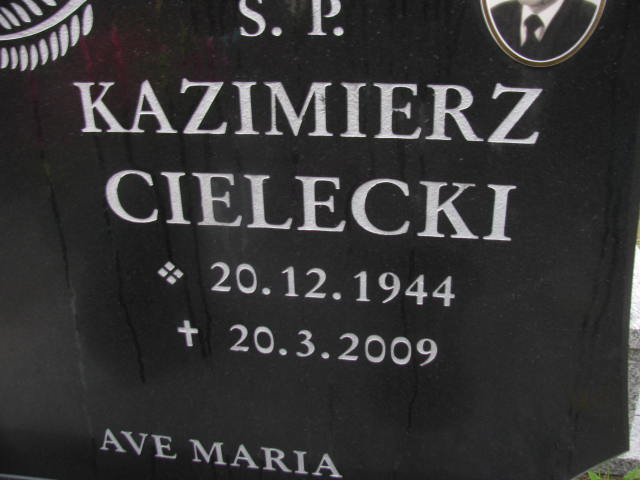 Ś. P.
KAZIMIERZ
CIELECKI
❖ 20.12.1944
✝ 20.3.2009
AVE MARIA